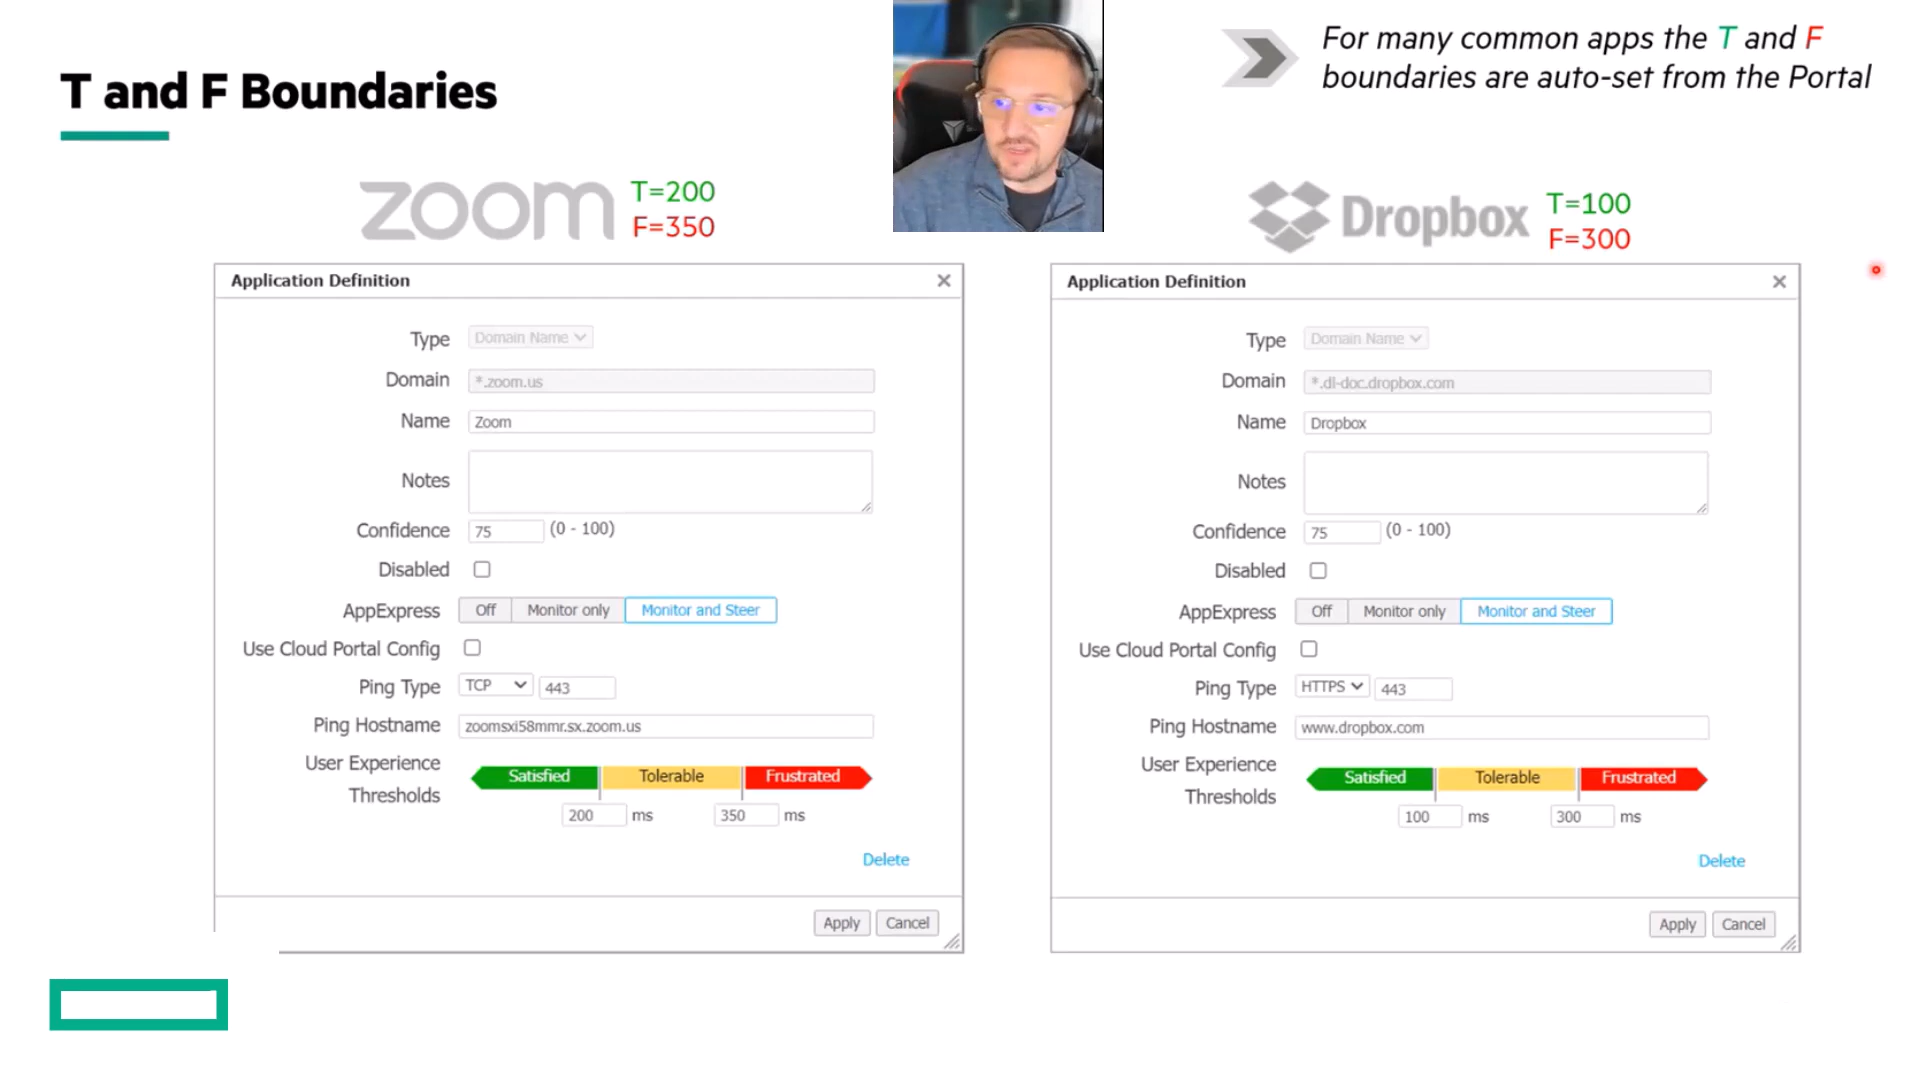 For many common apps the T and F
boundaries are auto-set from the Portal
T and F Boundaries
zoom
T=200
F=350
Dropbox
T=100
F=300
Application Definition
Type
Domain Name
Domain
*.zoom.us
Name
Zoom
Notes
Confidence
75
(0 - 100)
Disabled
AppExpress
Off
Monitor only
Monitor and Steer
Use Cloud Portal Config
Ping Type
TCP
443
Ping Hostname
zoomsxi58mmr.sx.zoom.us
User Experience
Thresholds
Satisfied
Tolerable
Frustrated
200
ms
350
ms
Delete
Apply
Cancel
Application Definition
Type
Domain Name
Domain
*.dl-doc.dropbox.com
Name
Dropbox
Notes
Confidence
75
(0 - 100)
Disabled
AppExpress
Off
Monitor only
Monitor and Steer
Use Cloud Portal Config
Ping Type
HTTPS
443
Ping Hostname
www.dropbox.com
User Experience
Thresholds
Satisfied
Tolerable
Frustrated
100
ms
300
ms
Delete
Apply
Cancel